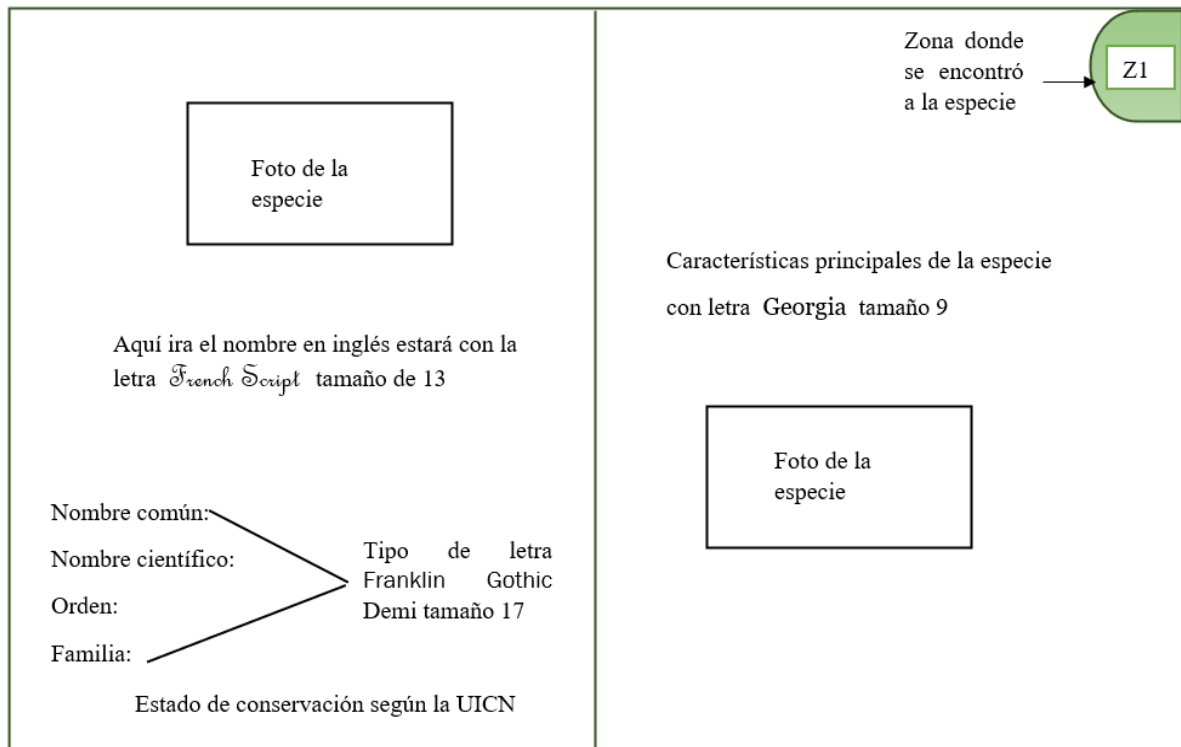 Foto de la
especie
Aquí ira el nombre en inglés estará con la
letra French Script tamaño de 13
Nombre común:
Nombre científico:
Orden:
Familia:
Tipo de letra
Franklin Gothic
Demi tamaño 17
Estado de conservación según la UICN
Zona donde
se encontró
a la especie
Z1
Características principales de la especie
con letra Georgia tamaño 9
Foto de la
especie